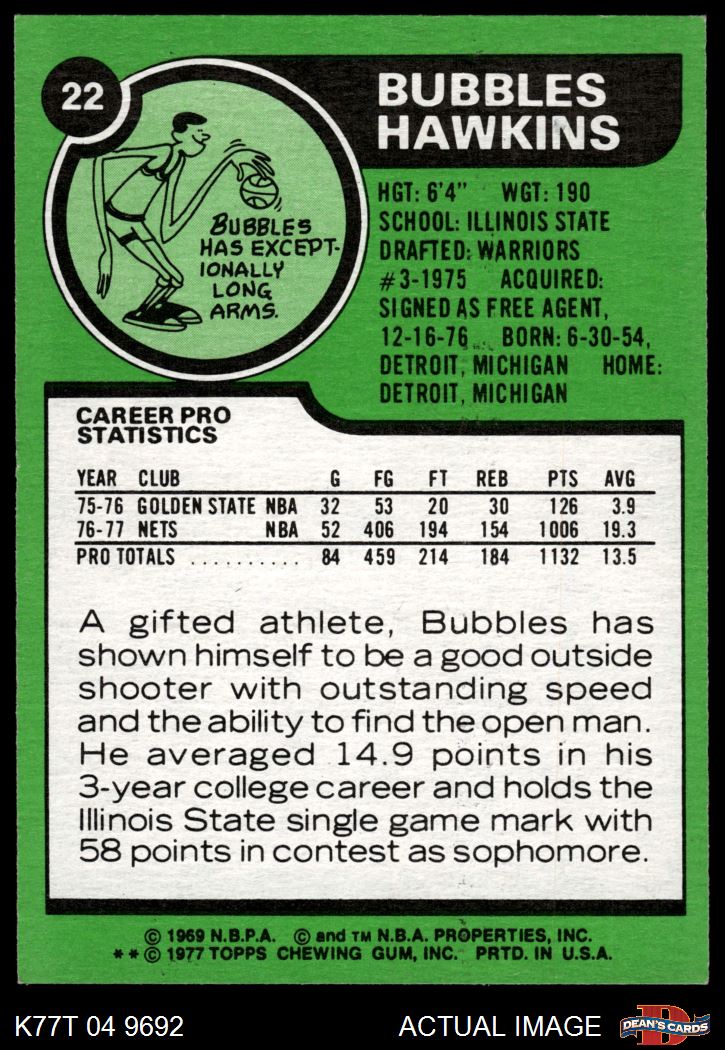 22
BUBBLES
HAWKINS
BUBBLES
HAS EXCEPT-
IONALLY
LONG
ARMS.
HGT: 6'4" WGT: 190
SCHOOL: ILLINOIS STATE
DRAFTED: WARRIORS
#3-1975 ACQUIRED:
SIGNED AS FREE AGENT,
12-16-76 BORN: 6-30-54,
DETROIT, MICHIGAN HOME:
DETROIT, MICHIGAN
CAREER PRO
STATISTICS
YEAR CLUB G FG FT REB PTS AVG
75-76 GOLDEN STATE NBA 32 53 20 30 126 3.9
76-77 NETS NBA 52 406 194 154 1006 19.3
PRO TOTALS .......... 84 459 214 184 1132 13.5
A gifted athlete, Bubbles has
shown himself to be a good outside
shooter with outstanding speed
and the ability to find the open man.
He averaged 14.9 points in his
3-year college career and holds the
Illinois State single game mark with
58 points in contest as sophomore.
© 1969 N.B.P.A. © and TM N.B.A. PROPERTIES, INC.
**© 1977 TOPPS CHEWING GUM, INC. PRTD. IN U.S.A.
K77T 04 9692 ACTUAL IMAGE
D
DEAN'S CARDS